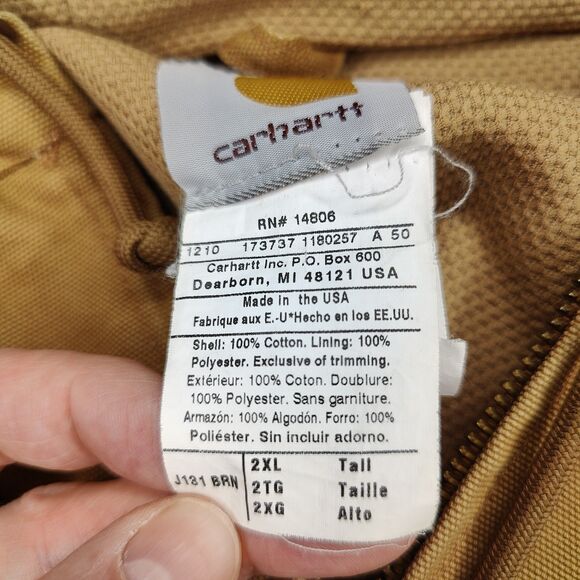 carhartt
RN# 14806
1210 173737 1180257 A 50
Carhartt Inc. P.O. Box 600
Dearborn, MI 48121 USA
Made in the USA
Fabrique aux E.-U*Hecho en los EE.UU.
Shell: 100% Cotton. Lining: 100%
Polyester. Exclusive of trimming.
Extérieur: 100% Coton. Doublure:
100% Polyester. Sans garniture.
Armazón: 100% Algodón. Forro: 100%
Poliéster. Sin incluir adorno.
2XL Tall
J131 BRN 2TG Taille
2XG Alto